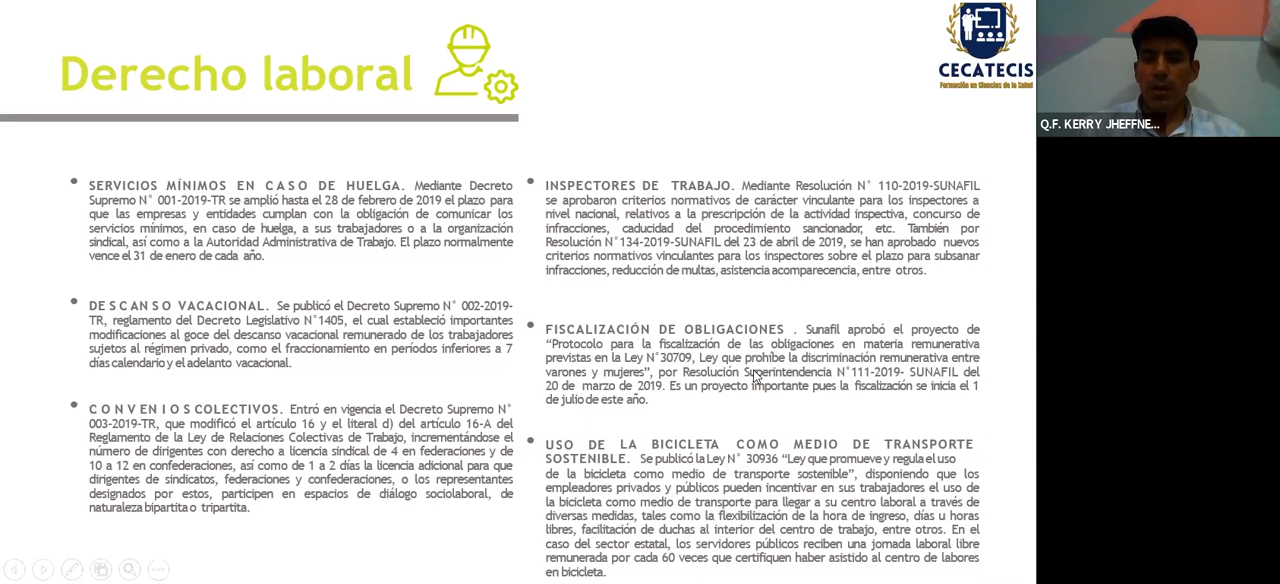 Derecho laboral
CECATECIS
Formación en Ciencias de la Salud
Q.F. KERRY JHEFFNE...
• SERVICIOS MÍNIMOS EN CASO DE HUELGA. Mediante Decreto
Supremo N° 001-2019-TR se amplió hasta el 28 de febrero de 2019 el plazo para
que las empresas y entidades cumplan con la obligación de comunicar los
servicios mínimos, en caso de huelga, a sus trabajadores o a la organización
sindical, así como a la Autoridad Administrativa de Trabajo. El plazo normalmente
vence el 31 de enero de cada año.
• DESCANSO VACACIONAL. Se publicó el Decreto Supremo N° 002-2019-
TR, reglamento del Decreto Legislativo N°1405, el cual estableció importantes
modificaciones al goce del descanso vacacional remunerado de los trabajadores
sujetos al régimen privado, como el fraccionamiento en períodos inferiores a 7
días calendario y el adelanto vacacional.
• CONVENIOS COLECTIVOS. Entró en vigencia el Decreto Supremo N°
003-2019-TR, que modificó el artículo 16 y el literal d) del artículo 16-A del
Reglamento de la Ley de Relaciones Colectivas de Trabajo, incrementándose el
número de dirigentes con derecho a licencia sindical de 4 en federaciones y de
10 a 12 en confederaciones, así como de 1 a 2 días la licencia adicional para que
dirigentes de sindicatos, federaciones y confederaciones, o los representantes
designados por estos, participen en espacios de diálogo sociolaboral, de
naturaleza bipartita o tripartita.
• INSPECTORES DE TRABAJO. Mediante Resolución N° 110-2019-SUNAFIL
se aprobaron criterios normativos de carácter vinculante para los inspectores a
nivel nacional, relativos a la prescripción de la actividad inspectiva, concurso de
infracciones, caducidad del procedimiento sancionador, etc. También por
Resolución N°134-2019-SUNAFIL del 23 de abril de 2019, se han aprobado nuevos
criterios normativos vinculantes para los inspectores sobre el plazo para subsanar
infracciones, reducción de multas, asistencia acomparecencia, entre otros.
• FISCALIZACIÓN DE OBLIGACIONES . Sunafil aprobó el proyecto de
“Protocolo para la fiscalización de las obligaciones en materia remunerativa
previstas en la Ley N°30709, Ley que prohíbe la discriminación remunerativa entre
varones y mujeres”, por Resolución Superintendencia N°111-2019- SUNAFIL del
20 de marzo de 2019. Es un proyecto importante pues la fiscalización se inicia el 1
de julio de este año.
• USO DE LA BICICLETA COMO MEDIO DE TRANSPORTE
SOSTENIBLE. Se publicó la Ley N° 30936 “Ley que promueve y regula el uso
de la bicicleta como medio de transporte sostenible”, disponiendo que los
empleadores privados y públicos pueden incentivar en sus trabajadores el uso de
la bicicleta como medio de transporte para llegar a su centro laboral a través de
diversas medidas, tales como la flexibilización de la hora de ingreso, días u horas
libres, facilitación de duchas al interior del centro de trabajo, entre otros. En el
caso del sector estatal, los servidores públicos reciben una jornada laboral libre
remunerada por cada 60 veces que certifiquen haber asistido al centro de labores
en bicicleta.